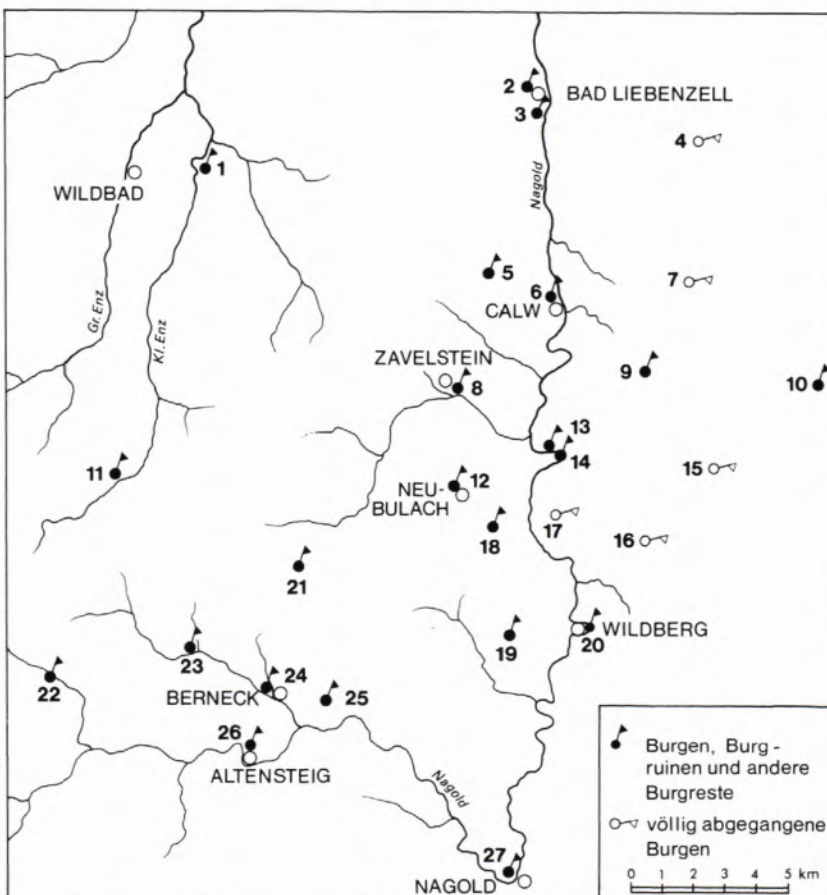 2
BAD LIEBENZELL
3
4
1
WILDBAD
Nagold
Gr. Enz
Kl. Enz
5
7
6
CALW
ZAVELSTEIN
8
9
10
13
14
11
12
NEU-
BULACH
15
17
18
16
21
19
20
WILDBERG
23
22
24
BERNECK
25
26
ALTENSTEIG
Nagold
27
NAGOLD
Burgen, Burg-
ruinen und andere
Burgreste
völlig abgegangene
Burgen
0 1 2 3 4 5 km